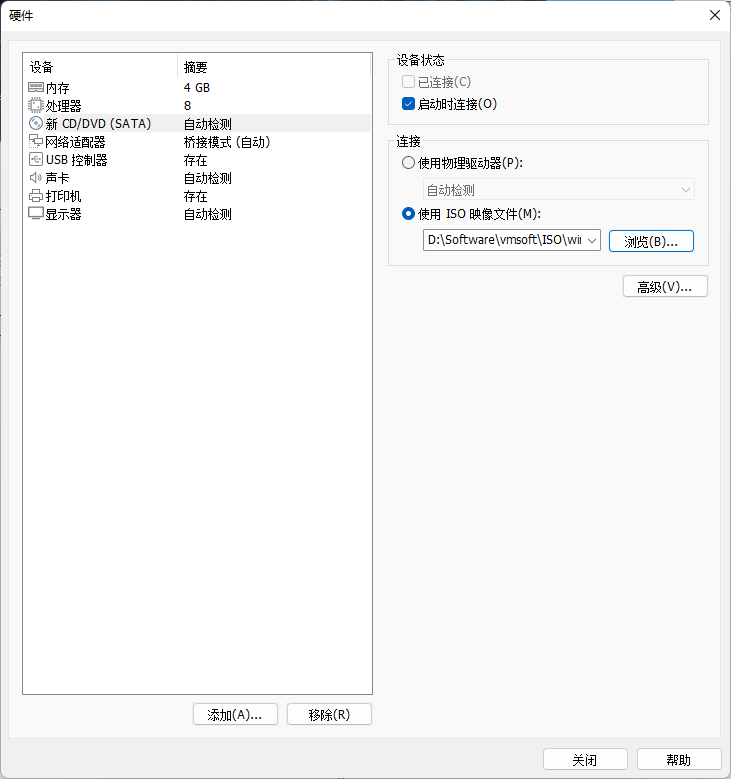 硬件
设备 摘要
内存 4 GB
处理器 8
新 CD/DVD (SATA) 自动检测
网络适配器 桥接模式 (自动)
USB 控制器 存在
声卡 自动检测
打印机 存在
显示器 自动检测
添加(A)... 移除(R)
设备状态
已连接(C)
启动时连接(O)
连接
使用物理驱动器(P):
自动检测
使用 ISO 映像文件(M):
D:\Software\vmsoft\ISO\wi 浏览(B)...
高级(V)...
关闭 帮助